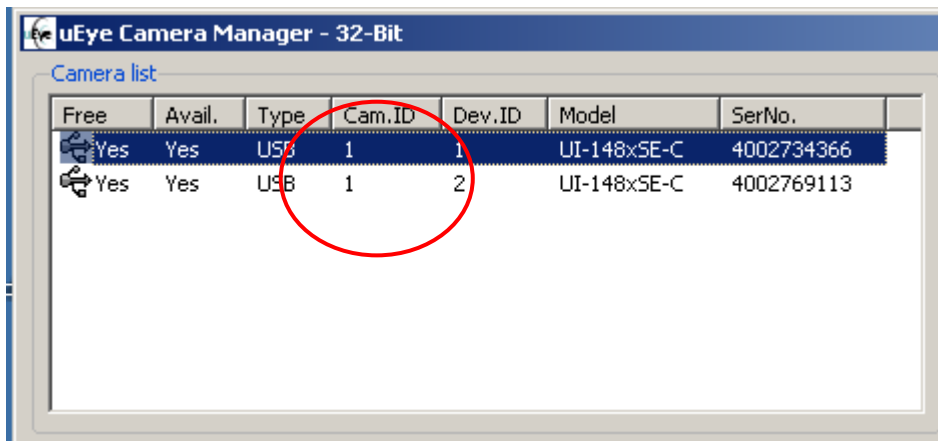 uEye Camera Manager - 32-Bit
Camera list
Free Avail. Type Cam.ID Dev.ID Model SerNo.
Yes Yes USB 1 1 UI-148xSE-C 4002734366
Yes Yes USB 1 2 UI-148xSE-C 4002769113